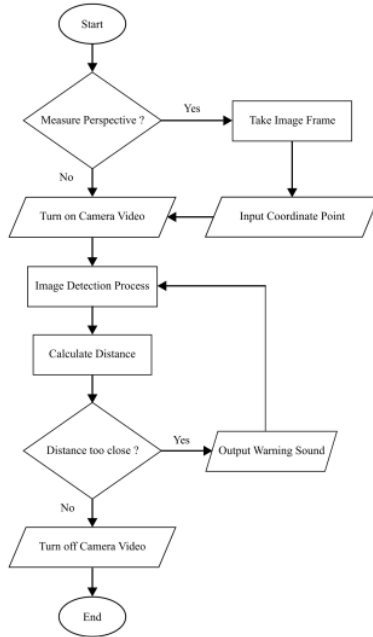 Start
Measure Perspective ?
Yes
Take Image Frame
No
Turn on Camera Video
Input Coordinate Point
Image Detection Process
Calculate Distance
Distance too close ?
Yes
Output Warning Sound
No
Turn off Camera Video
End